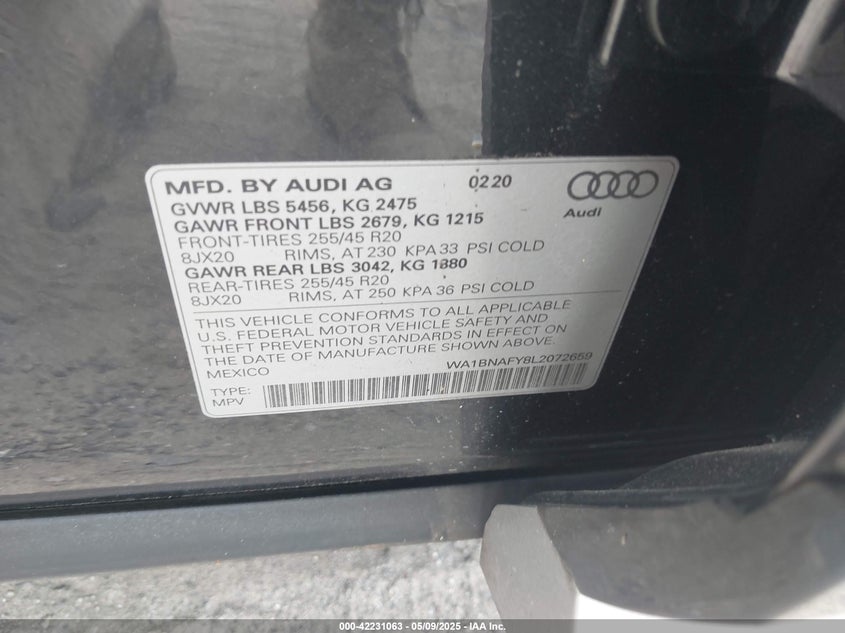 MFD. BY AUDI AG 02 20
Audi
GVWR LBS 5456, KG 2475
GAWR FRONT LBS 2679, KG 1215
FRONT-TIRES 255/45 R20
8JX20 RIMS, AT 230 KPA 33 PSI COLD
GAWR REAR LBS 3042, KG 1380
REAR-TIRES 255/45 R20
8JX20 RIMS, AT 250 KPA 36 PSI COLD
THIS VEHICLE CONFORMS TO ALL APPLICABLE
U.S. FEDERAL MOTOR VEHICLE SAFETY AND
THEFT PREVENTION STANDARDS IN EFFECT ON
THE DATE OF MANUFACTURE SHOWN ABOVE.
MEXICO WA1BNAFY8L2072659
TYPE:
MPV
000-42231063 - 05/09/2025 - IAA Inc.